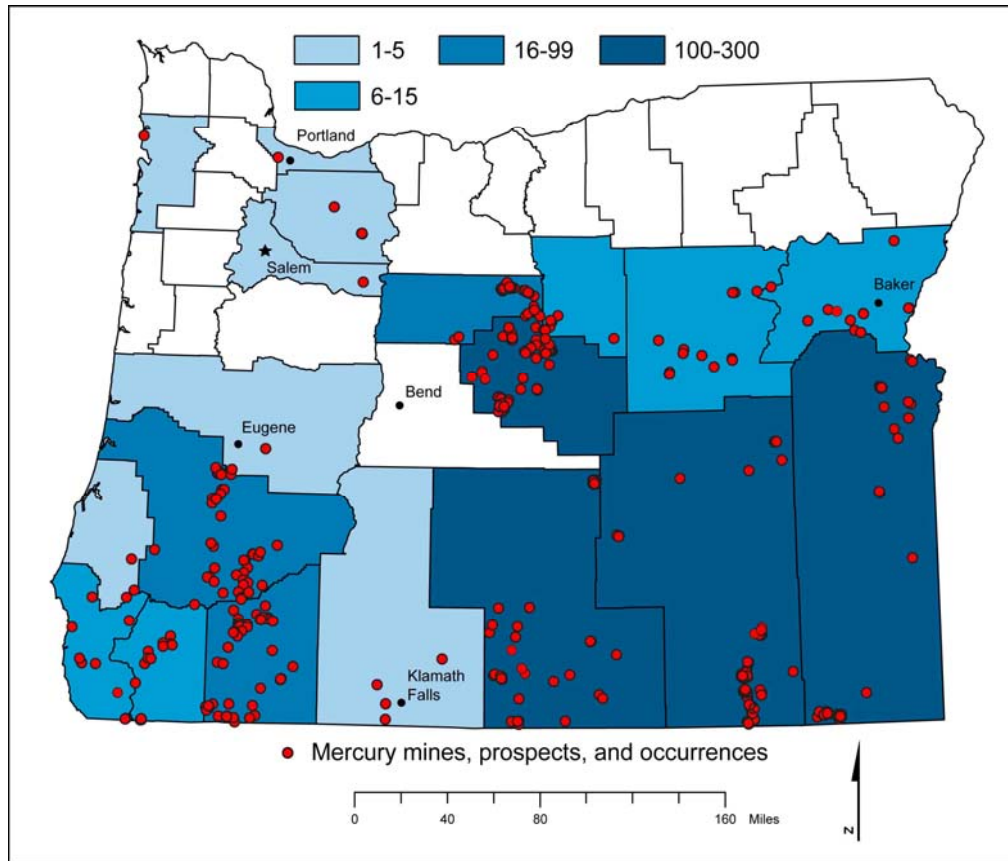 1-5
16-99
100-300
6-15
Portland
Salem
Baker
Bend
Eugene
Klamath
Falls
Mercury mines, prospects, and occurrences
0 40 80 160 Miles
N